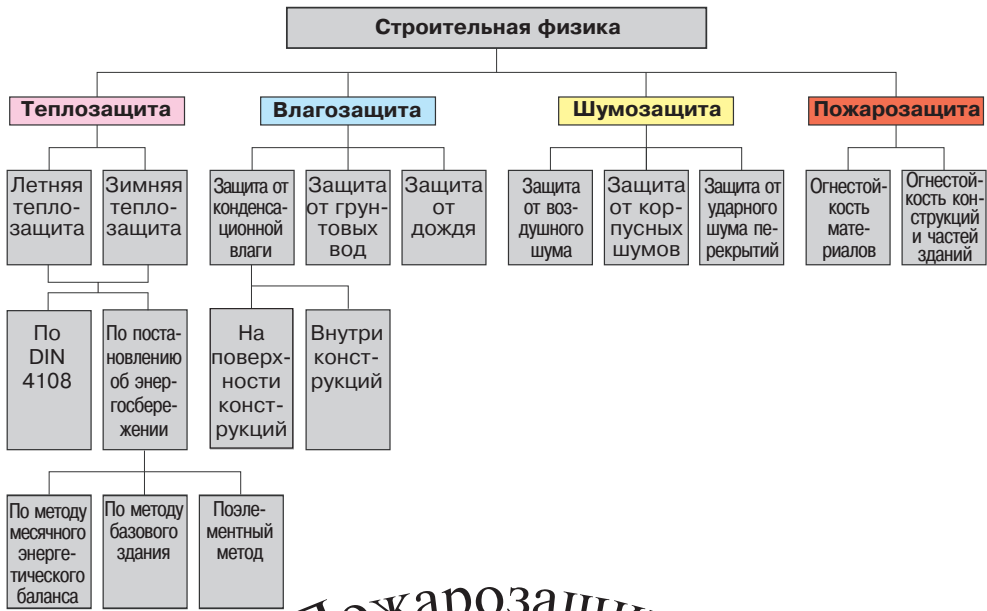 Строительная физика
Теплозащита
Влагозащита
Шумозащита
Пожарозащита
Летняя
тепло-
защита
Зимняя
тепло-
защита
Защита от
конденса-
ционной
влаги
Защита
от грун-
товых
вод
Защита
от
дождя
Защита
от воз-
душного
шума
Защита
от кор-
пусных
шумов
Защита от
ударного
шума пе-
рекрытий
Огнестой-
кость
мате-
риалов
Огнестой-
кость кон-
струкций
и частей
зданий
По
DIN
4108
По поста-
новлению
об энер-
госбере-
жении
На
поверх-
ности
конст-
рукций
Внутри
конст-
рукций
По методу
месячного
энерге-
тического
баланса
По методу
базового
здания
Поэле-
ментный
метод